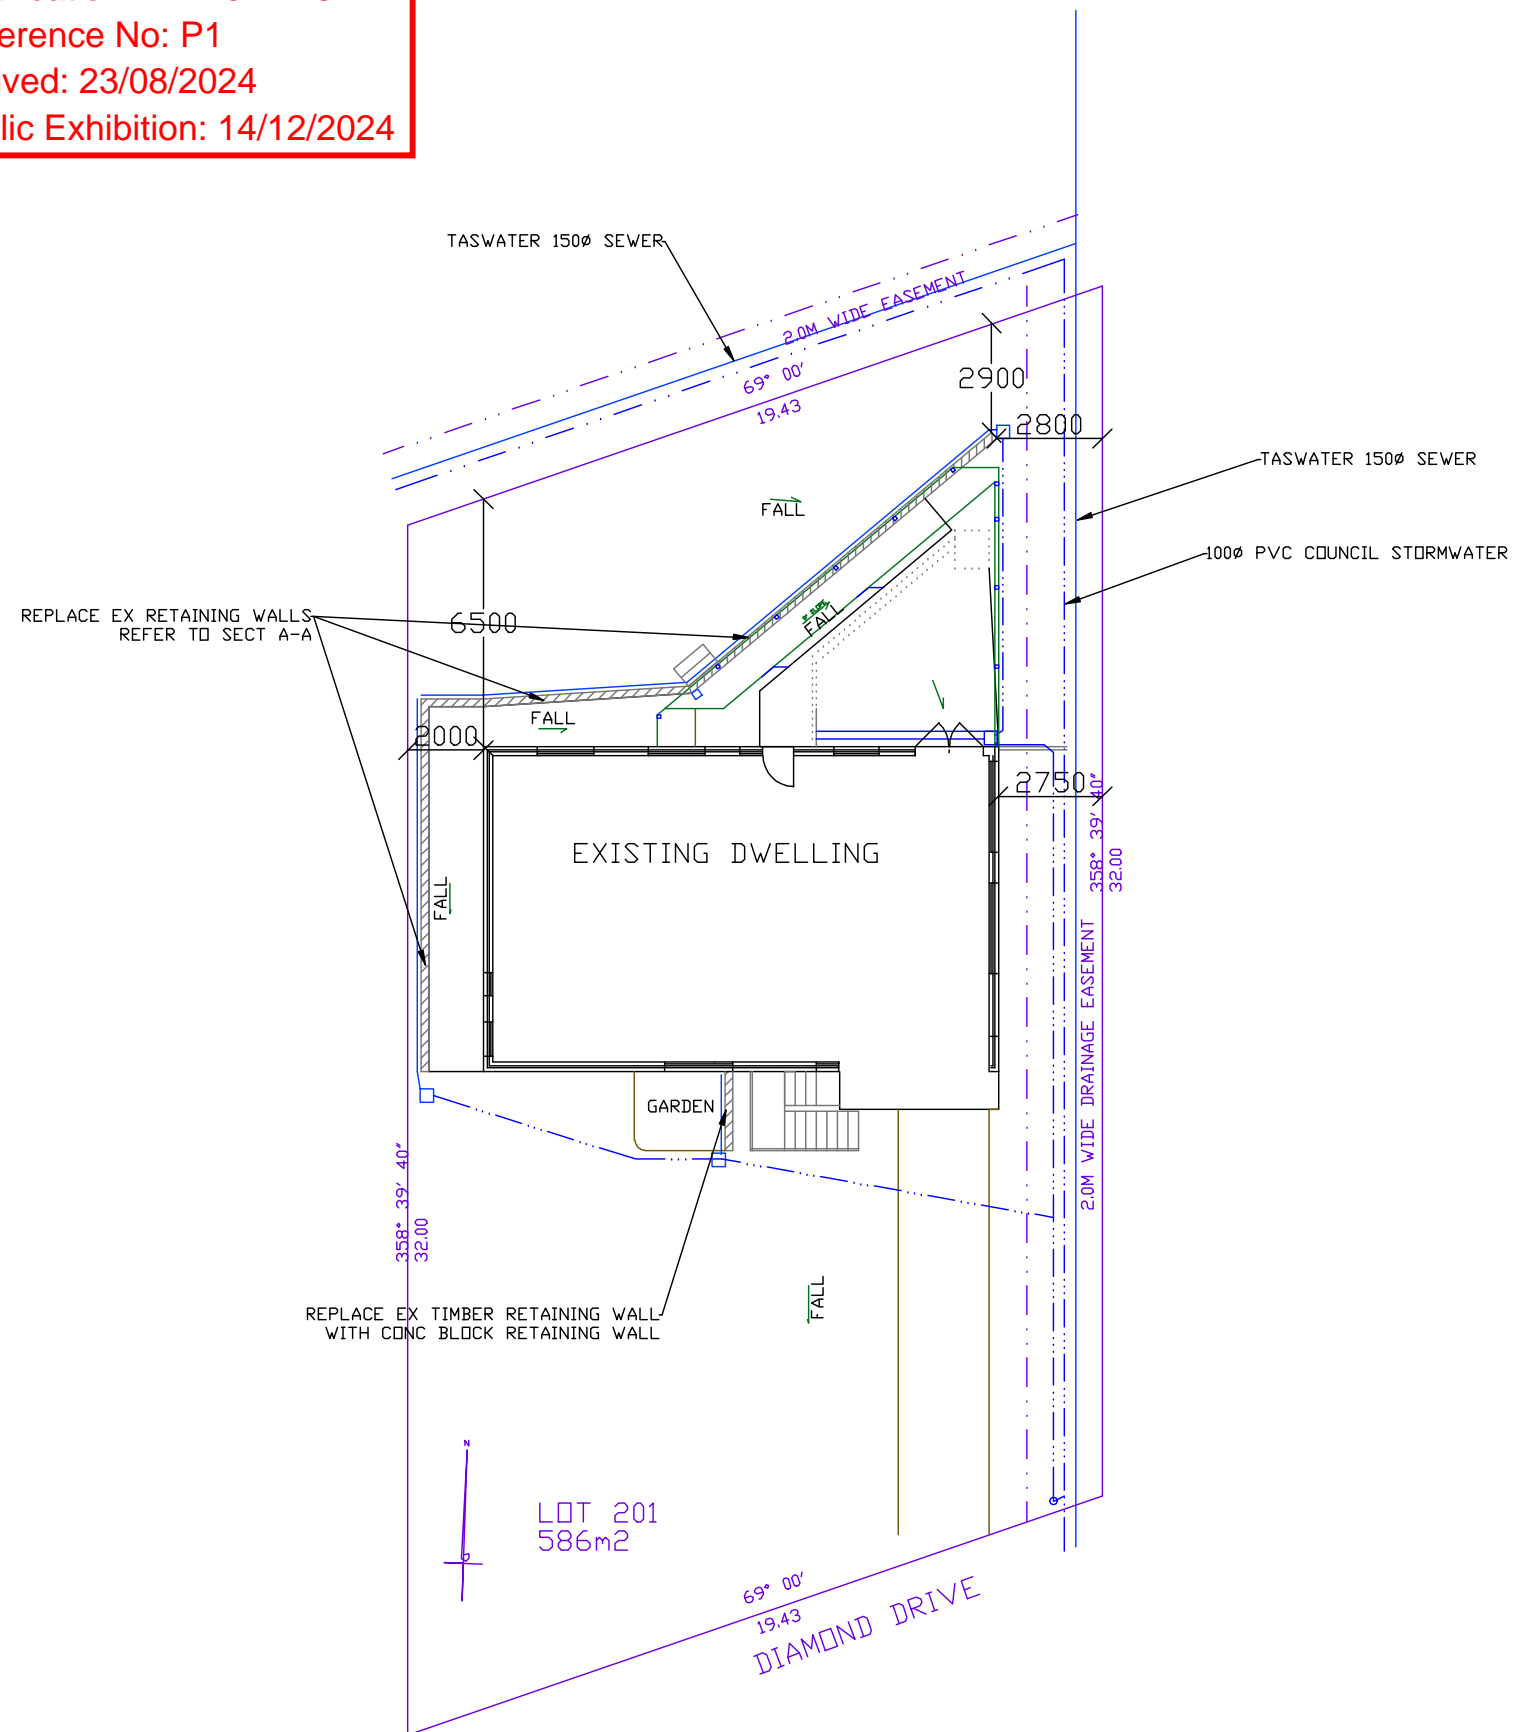 erence No: P1
ived: 23/08/2024
lic Exhibition: 14/12/2024
TASWATER 150Ø SEWER
2.0M WIDE EASEMENT
69° 00'
19.43
2900
2800
TASWATER 150Ø SEWER
100Ø PVC COUNCIL STORMWATER
FALL
REPLACE EX RETAINING WALLS
REFER TO SECT A-A
6500
FALL
FALL
2000
2750
EXISTING DWELLING
358° 39' 40"
32.00
FALL
2.0M WIDE DRAINAGE EASEMENT
GARDEN
358° 39' 40"
32.00
FALL
REPLACE EX TIMBER RETAINING WALL
WITH CONC BLOCK RETAINING WALL
N
LOT 201
586m2
69° 00'
19.43
DIAMOND DRIVE